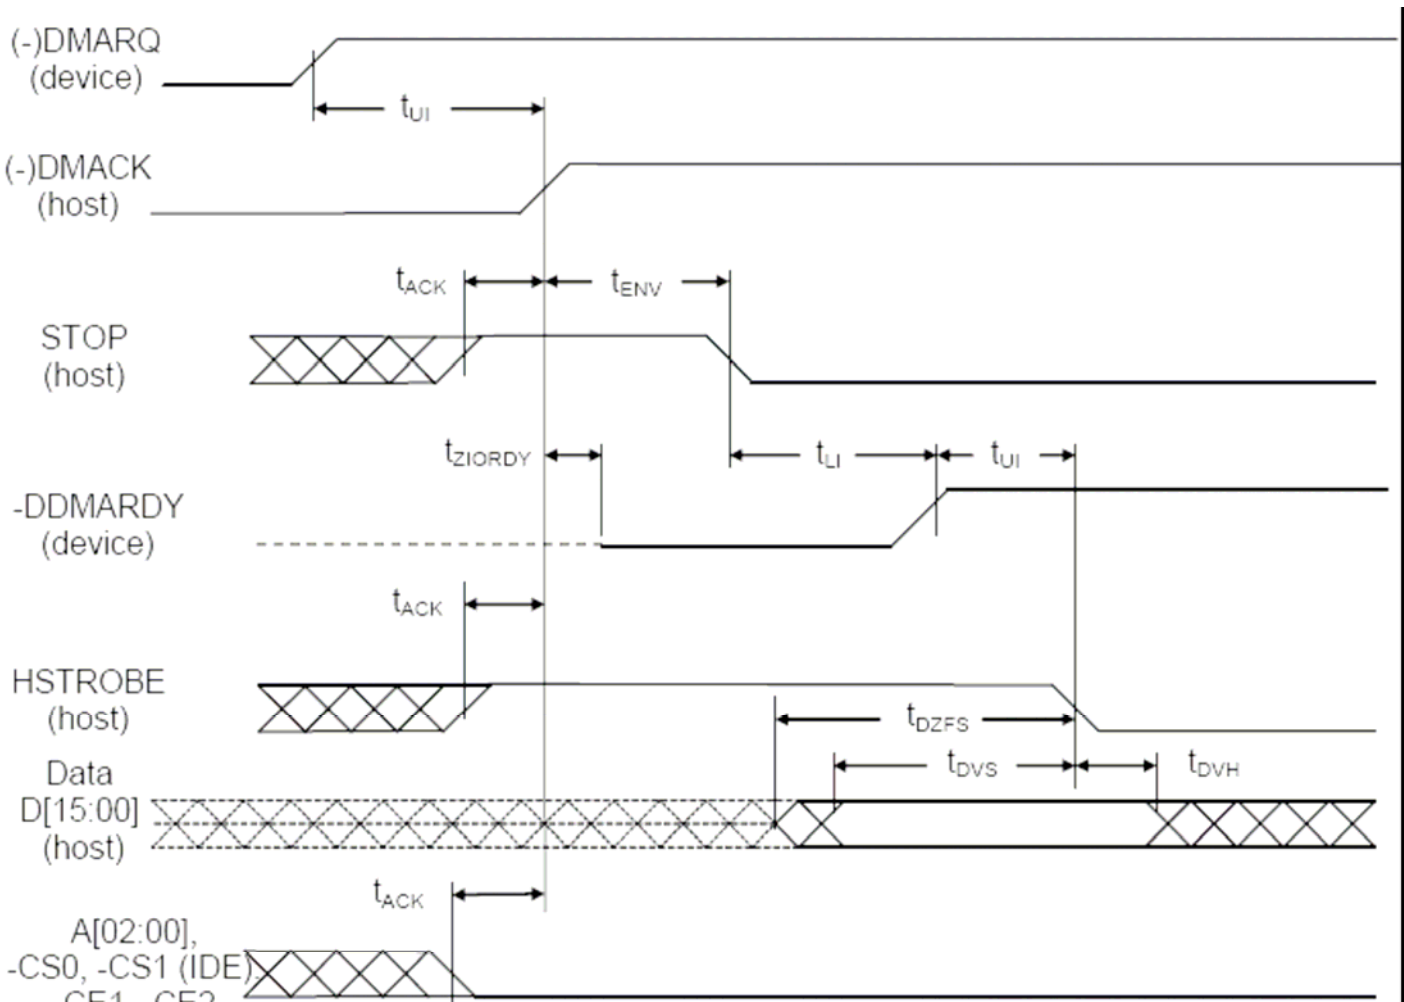 (-)DMARQ
(device)
tUI
(-)DMACK
(host)
tACK
tENV
STOP
(host)
tZIORDY
tLI
tUI
-DDMARDY
(device)
tACK
HSTROBE
(host)
tDZFS
tDVS
tDVH
Data
D[15:00]
(host)
tACK
A[02:00],
-CS0, -CS1 (IDE)